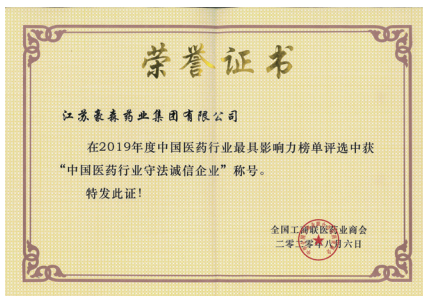 荣誉证书
江苏豪森药业集团有限公司
在2019年度中国医药行业最具影响力榜单评选中获
“中国医药行业守法诚信企业”称号。
特发此证!
全国工商联医药业商会
二零二零年八月六日